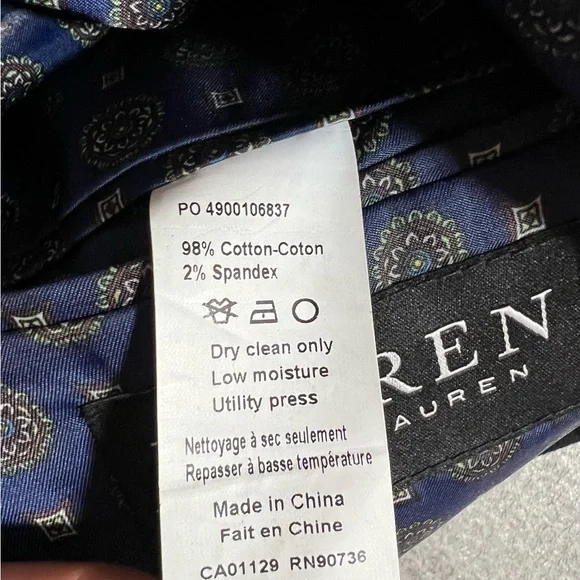 PO 4900106837
98% Cotton-Coton
2% Spandex
Dry clean only
Low moisture
Utility press
Nettoyage à sec seulement
Repasser à basse température
Made in China
Fait en Chine
CA01129 RN90736
REN
AUREN